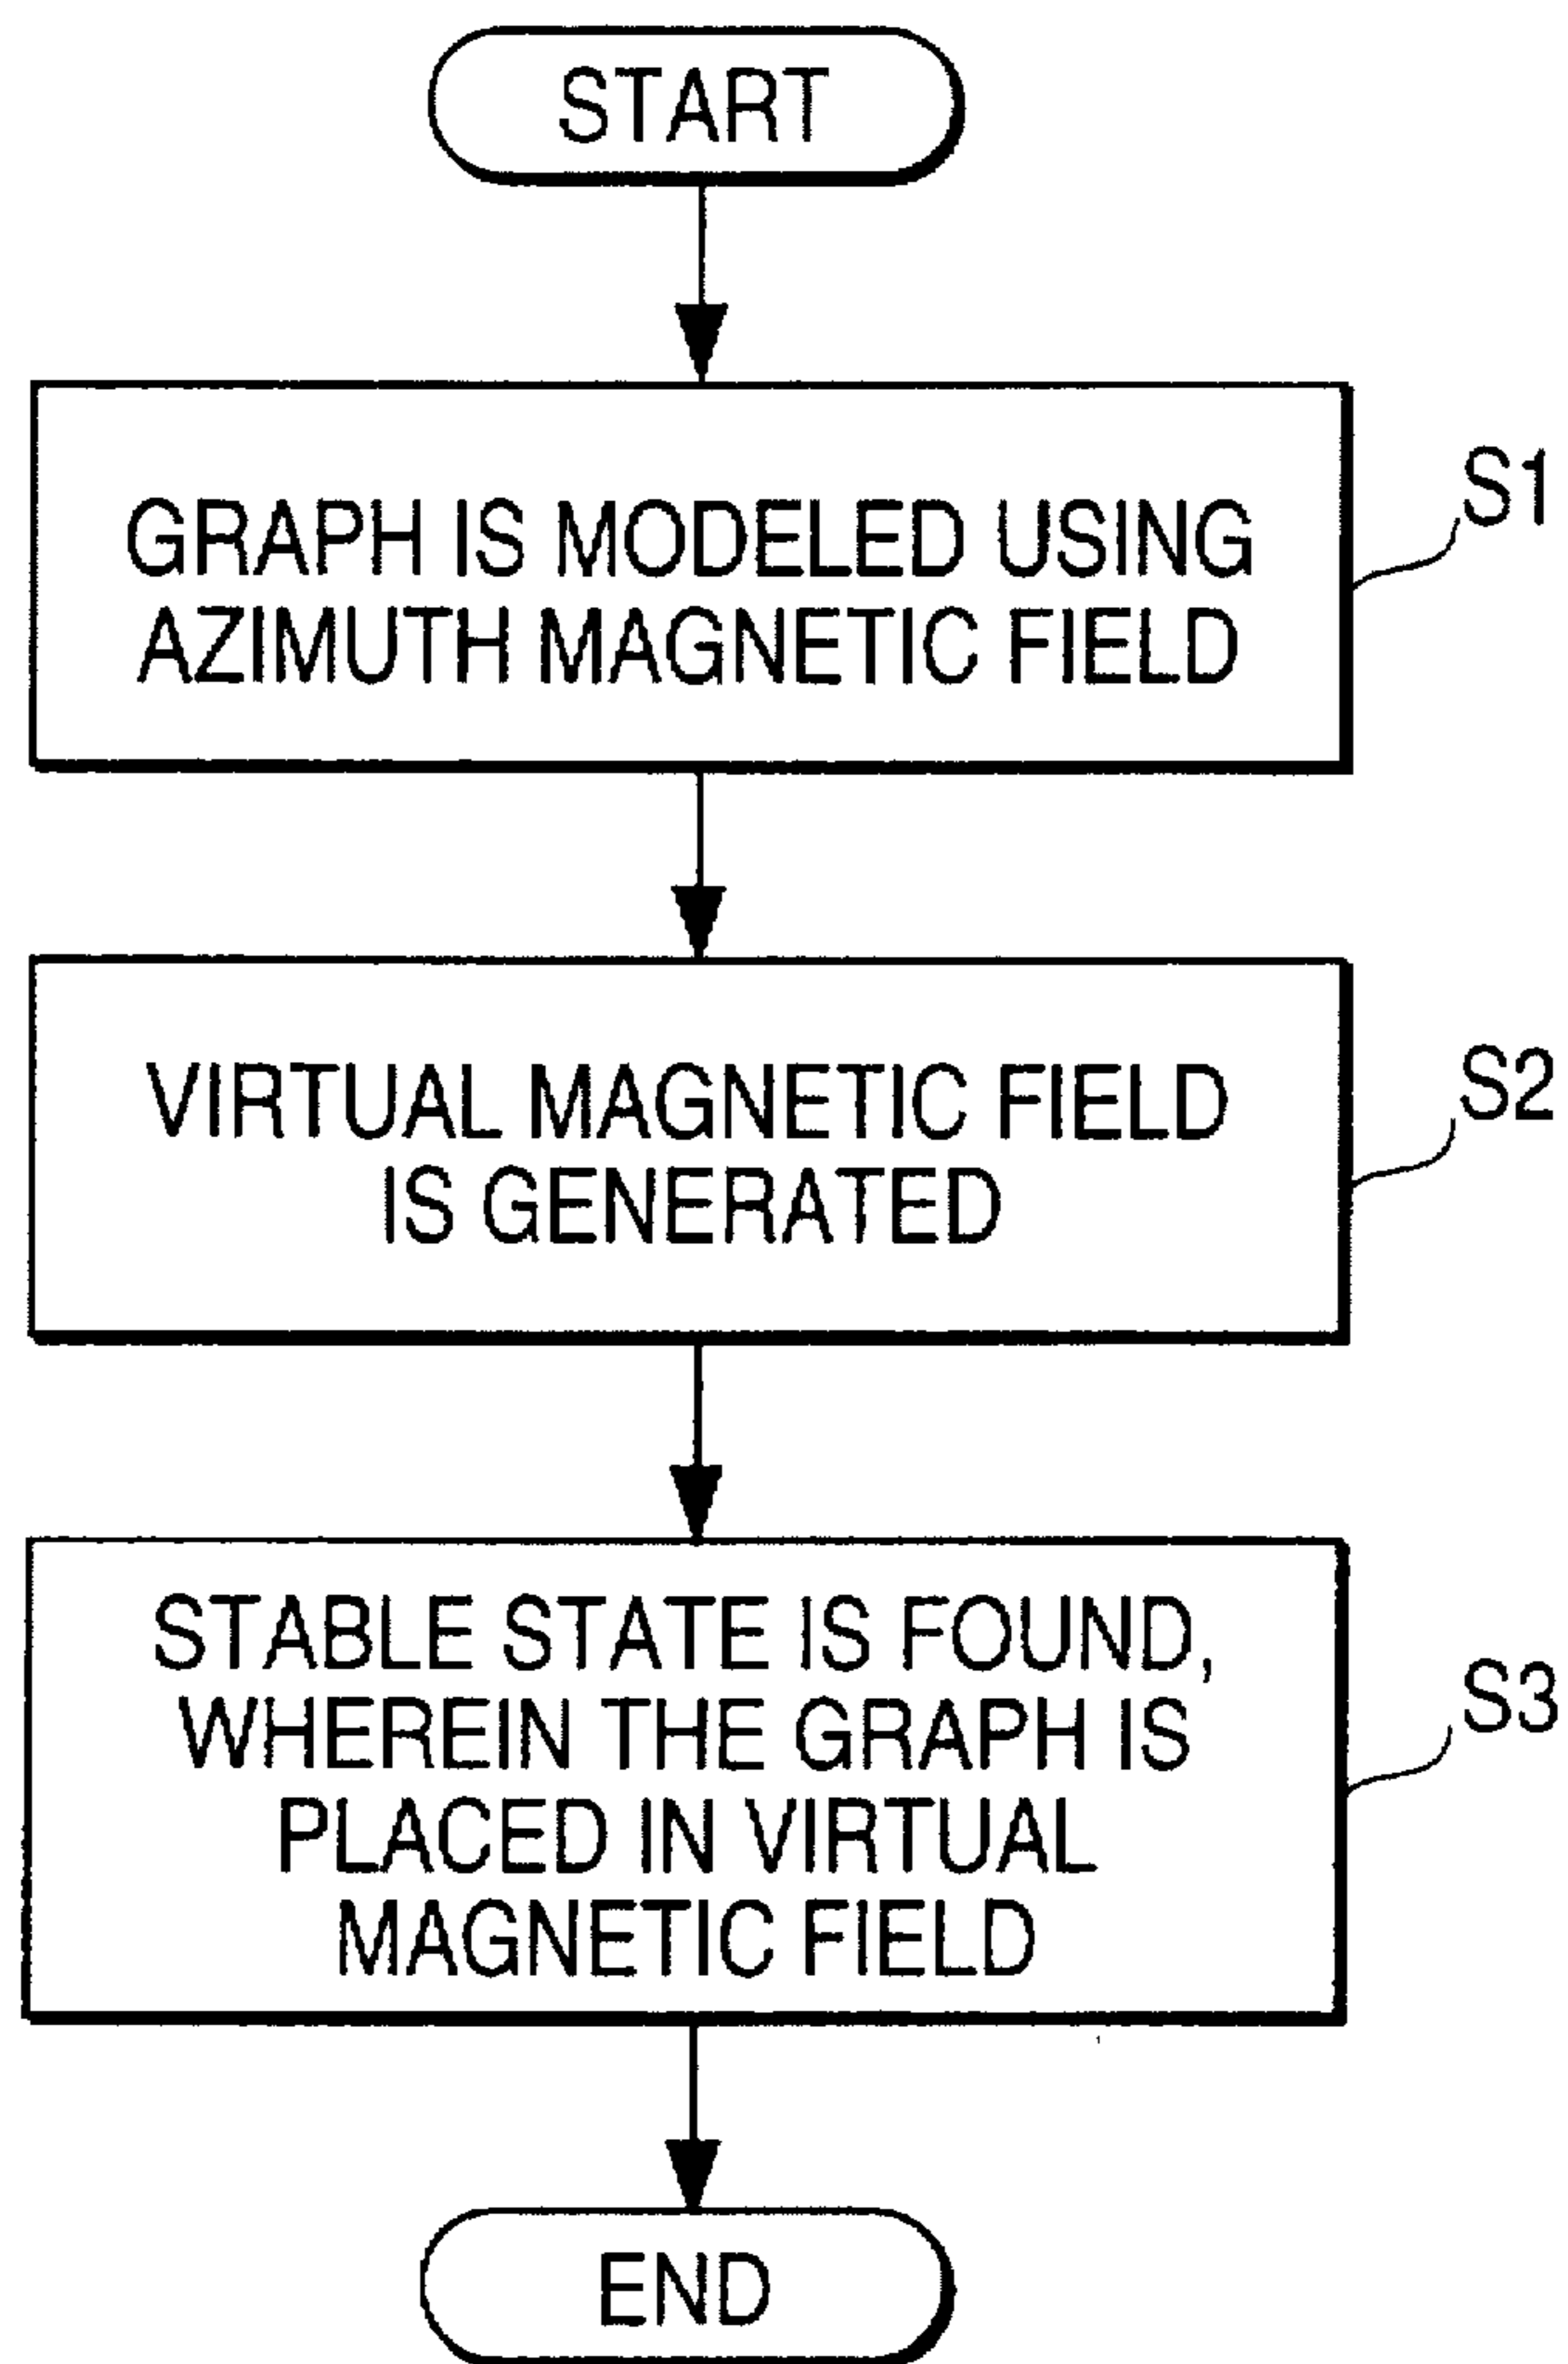 START
GRAPH IS MODELED USING
AZIMUTH MAGNETIC FIELD
S1
VIRTUAL MAGNETIC FIELD
IS GENERATED
S2
STABLE STATE IS FOUND,
WHEREIN THE GRAPH IS
PLACED IN VIRTUAL
MAGNETIC FIELD
S3
END